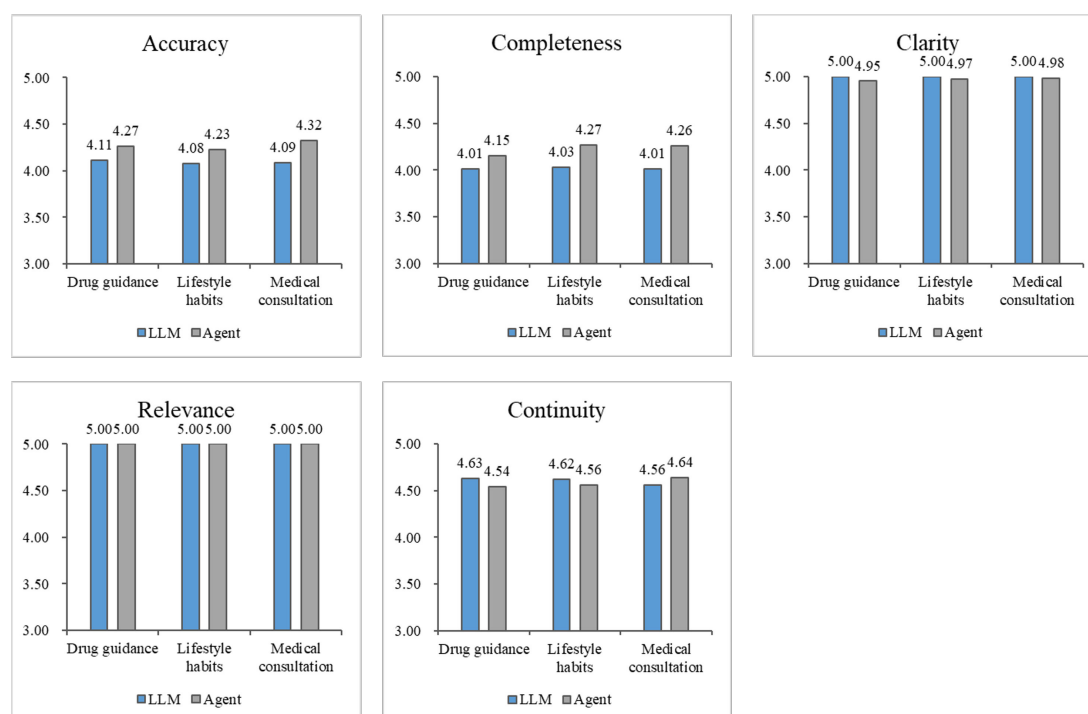 Accuracy
5.00
4.50
4.00
3.50
3.00
4.11 4.27
4.08 4.23
4.09 4.32
Drug guidance Lifestyle habits Medical consultation
LLM Agent
Completeness
5.00
4.50
4.00
3.50
3.00
4.01 4.15
4.03 4.27
4.01 4.26
Drug guidance Lifestyle habits Medical consultation
LLM Agent
Clarity
5.00
4.50
4.00
3.50
3.00
5.00 4.95
5.00 4.97
5.00 4.98
Drug guidance Lifestyle habits Medical consultation
LLM Agent
Relevance
5.00
4.50
4.00
3.50
3.00
5.00 5.00
5.00 5.00
5.00 5.00
Drug guidance Lifestyle habits Medical consultation
LLM Agent
Continuity
5.00
4.50
4.00
3.50
3.00
4.63 4.54
4.62 4.56
4.56 4.64
Drug guidance Lifestyle habits Medical consultation
LLM Agent